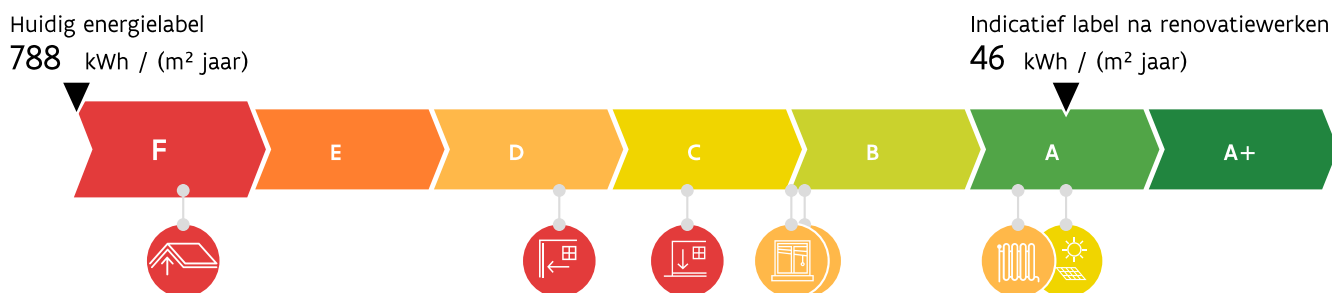 Huidig energielabel
788 kWh / (m² jaar)
Indicatief label na renovatiewerken
46 kWh / (m² jaar)
F E D C B A A+